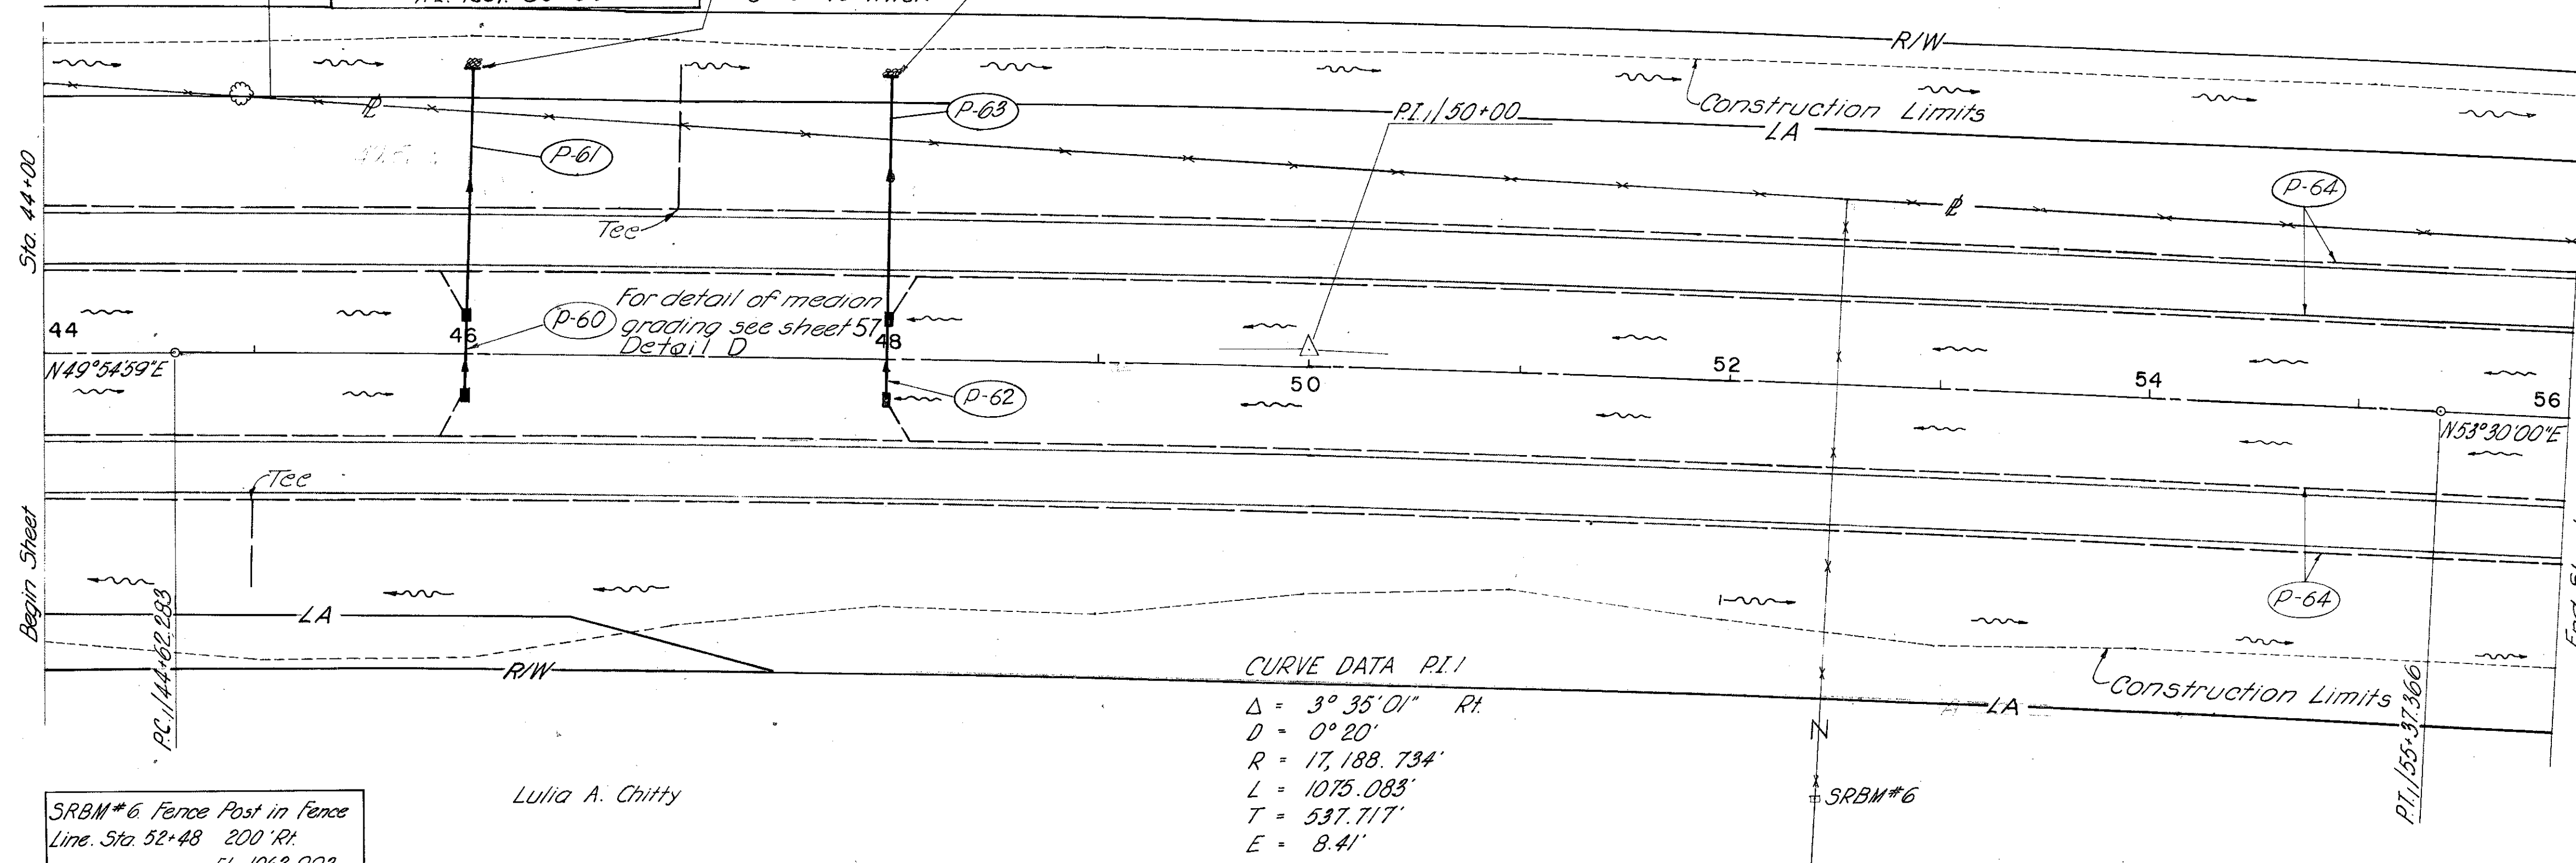 R/W
Construction Limits
LA
P.I.1/50+00
P-63
P-61
P-64
Sta. 44+00
Tee
For detail of median
grading see sheet 57
Detail D
P-60
44
46
48
50
52
54
56
N49°54'59"E
N53°30'00"E
P-62
Tee
Begin Sheet
P-64
LA
R/W
P.C.1/44+62.283
Construction Limits
LA
P.T.1/55+37.366
CURVE DATA P.I.1
Δ = 3° 35' 01" Rt.
D = 0° 20'
R = 17,188.734'
L = 1075.083'
T = 537.717'
E = 8.41'
Lulia A. Chitty
SRBM#6
SRBM#6 Fence Post in Fence
Line. Sta. 52+48 200' Rt.